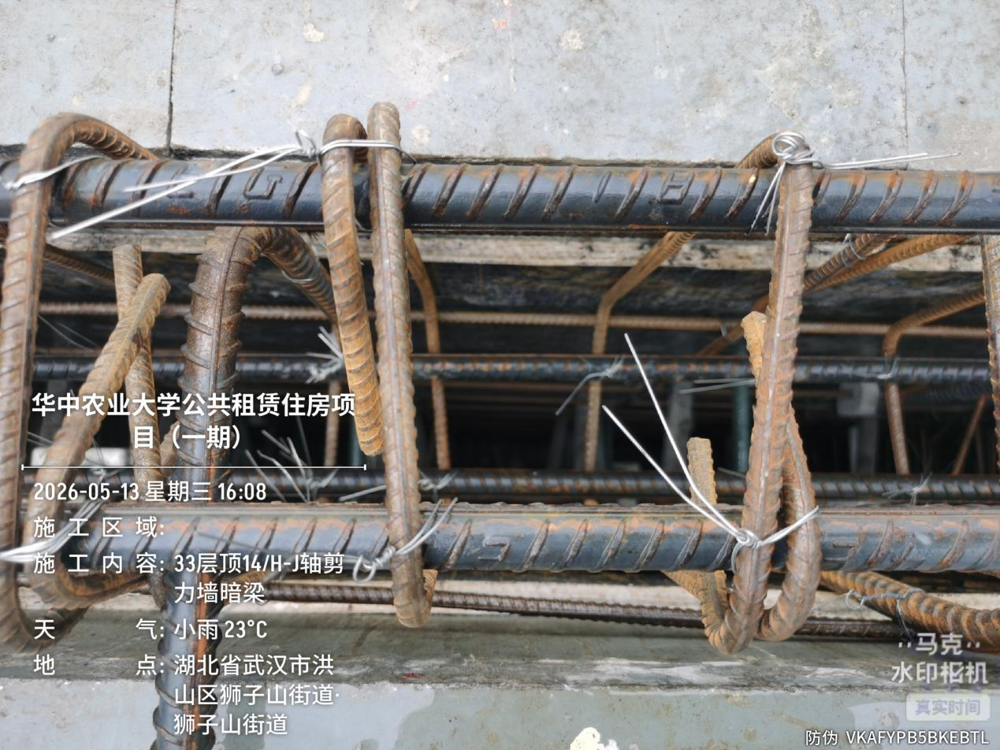 华中农业大学公共租赁住房项
目（一期）
2026-05-13 星期三 16:08
施工区域:
施工内容: 33层顶14/H-J轴剪
力墙暗梁
天气: 小雨 23°C
地点: 湖北省武汉市洪
山区狮子山街道·
狮子山街道
马克
水印相机
真实时间
防伪 VKAFYPB5BKEBTL